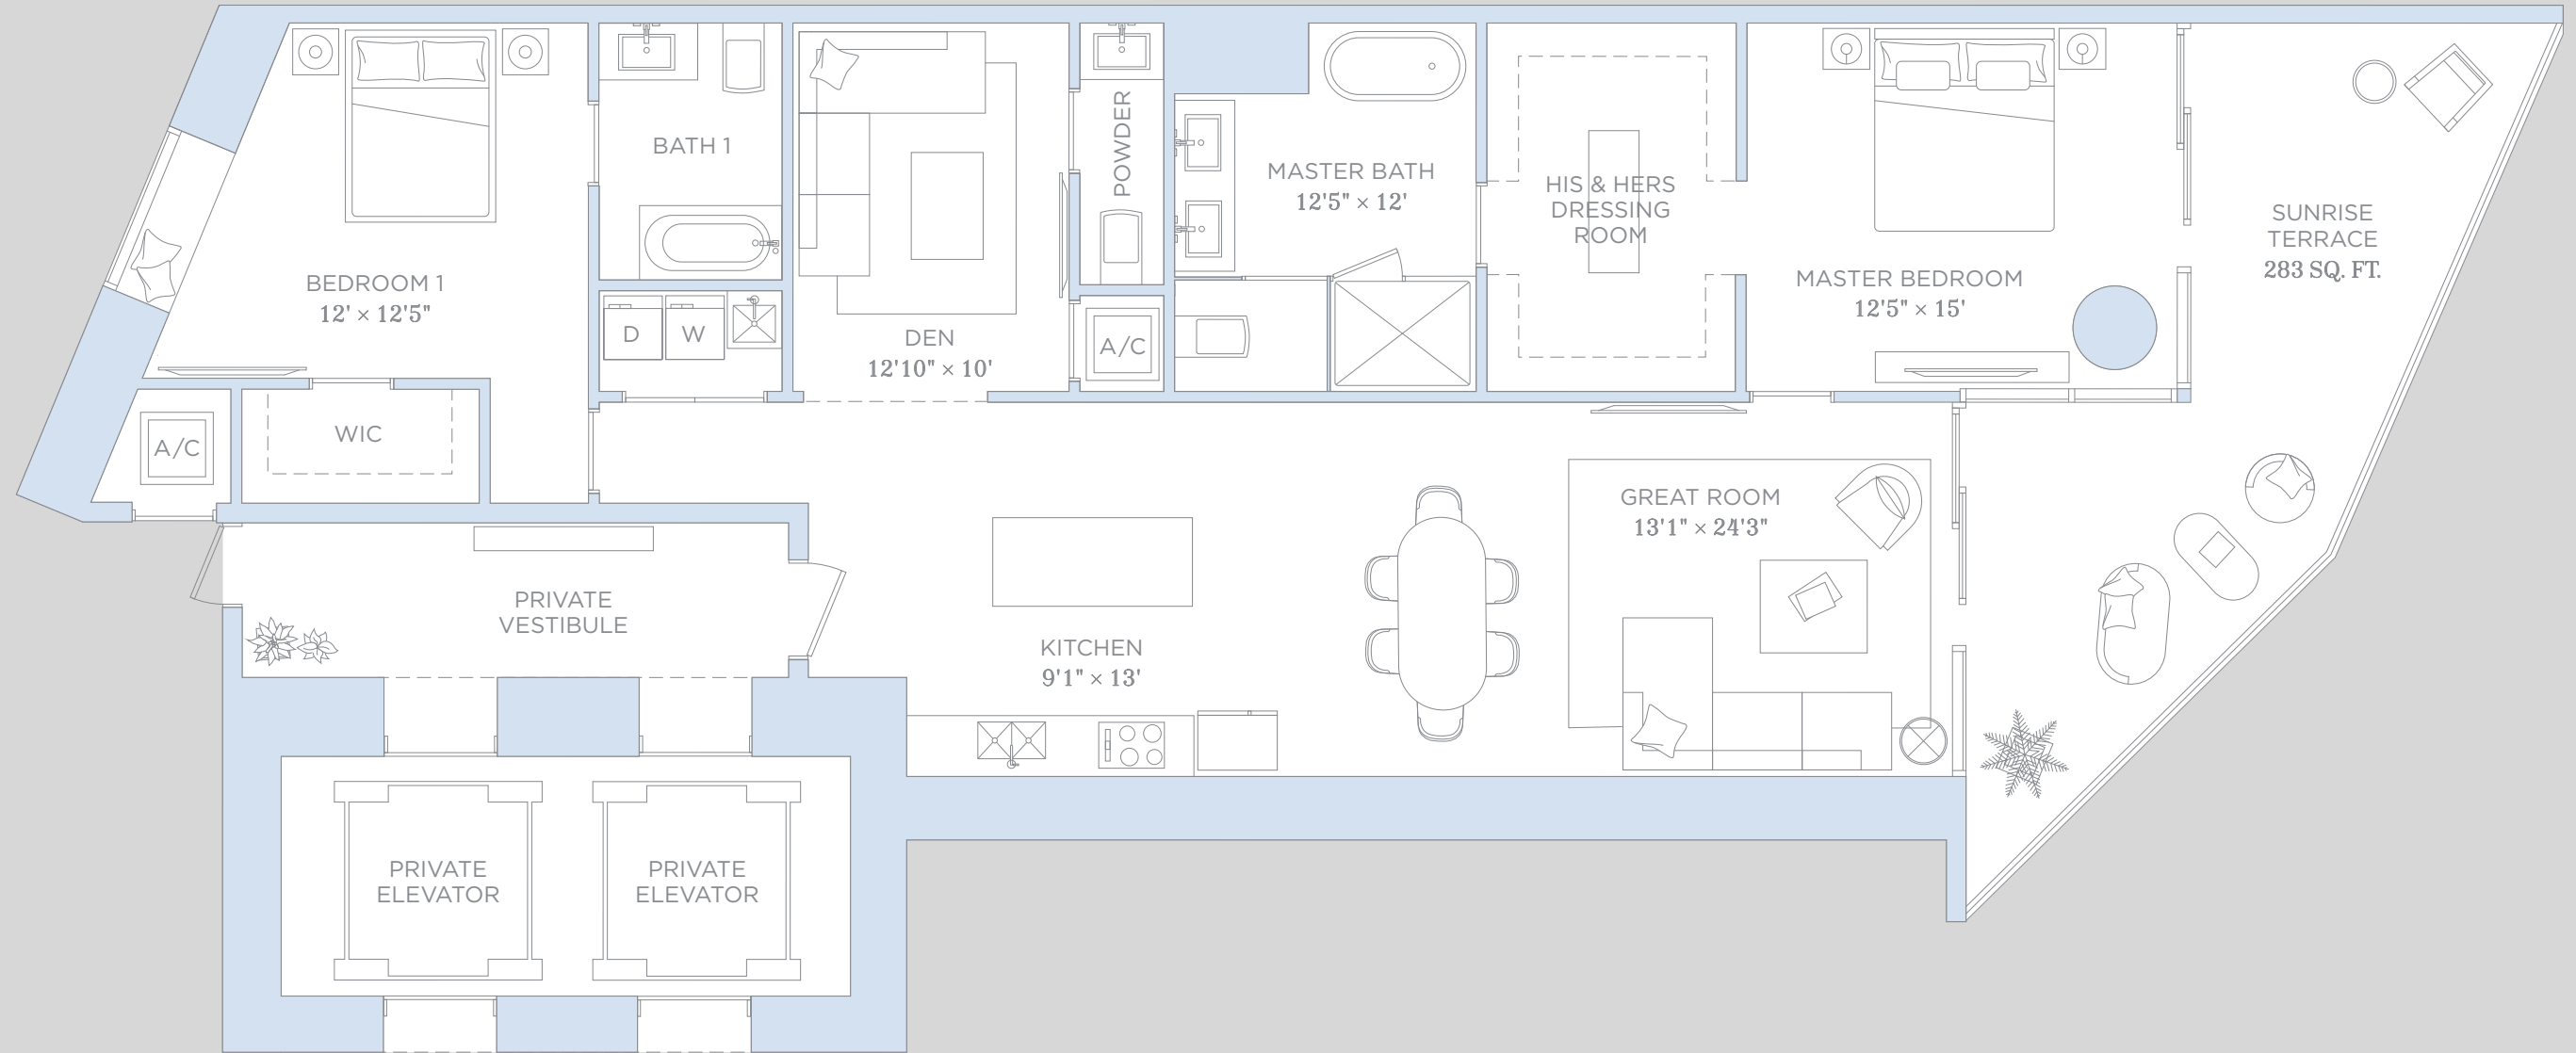 BEDROOM 1
12' × 12'5"
BATH 1
D
W
DEN
12'10" × 10'
POWDER
A/C
MASTER BATH
12'5" × 12'
HIS & HERS
DRESSING
ROOM
MASTER BEDROOM
12'5" × 15'
SUNRISE
TERRACE
283 SQ. FT.
A/C
WIC
PRIVATE
VESTIBULE
KITCHEN
9'1" × 13'
GREAT ROOM
13'1" × 24'3"
PRIVATE
ELEVATOR
PRIVATE
ELEVATOR